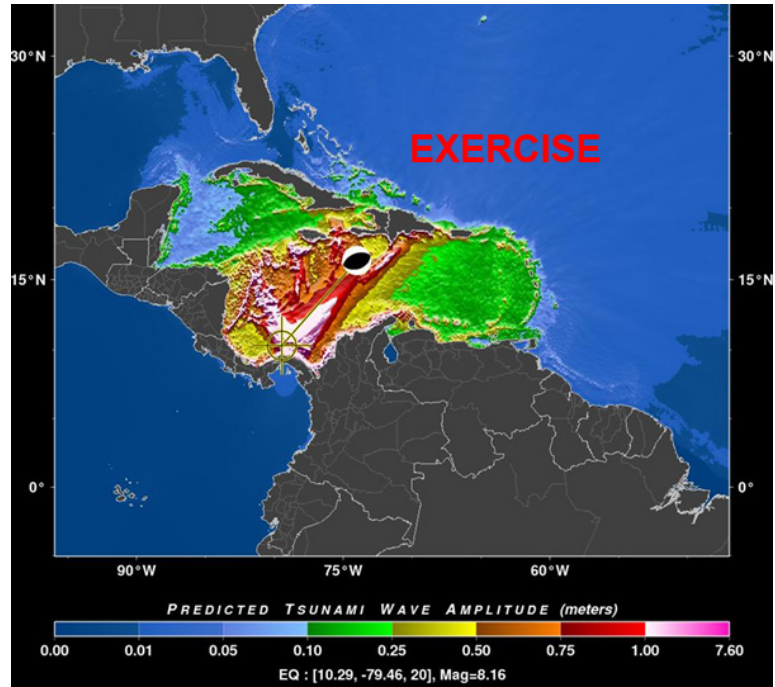 30°N
30°N
EXERCISE
15°N
15°N
0°
0°
90°W 75°W 60°W
PREDICTED TSUNAMI WAVE AMPLITUDE (meters)
0.00 0.01 0.05 0.10 0.25 0.50 0.75 1.00 7.60
EQ : [10.29, -79.46, 20], Mag=8.16